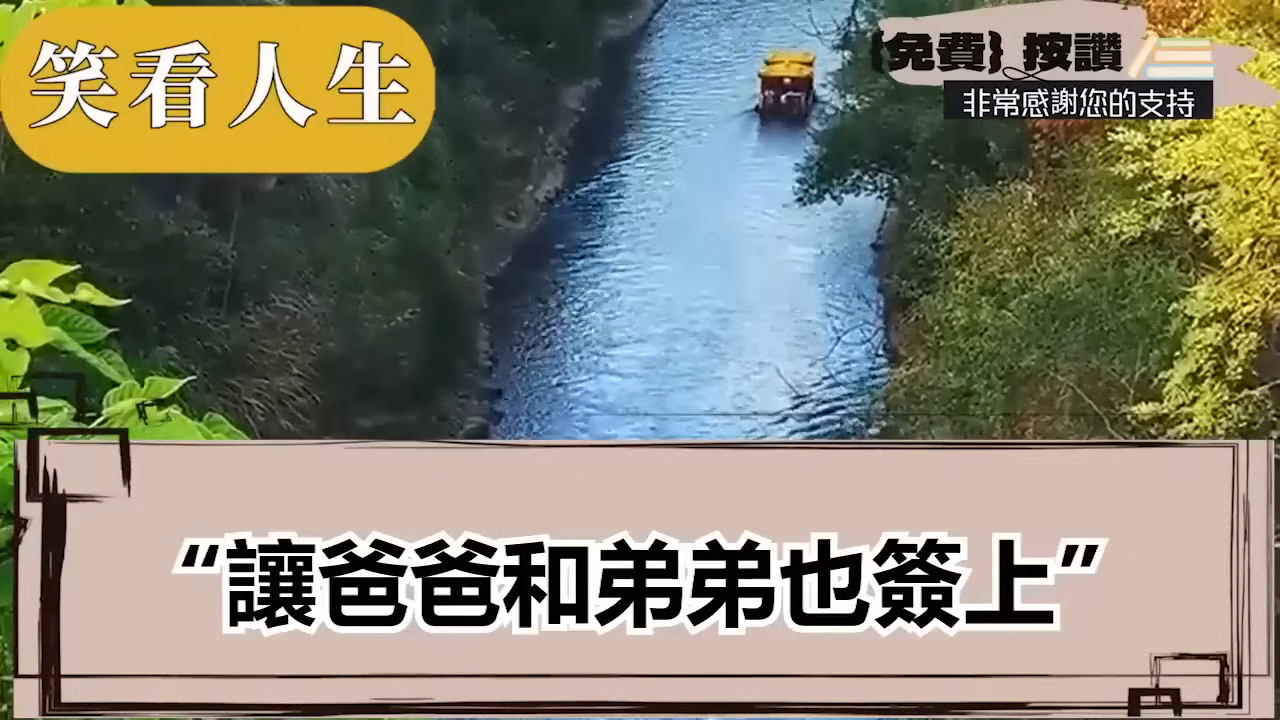 笑看人生
{免費} 按讚
非常感謝您的支持
“讓爸爸和弟弟也簽上”